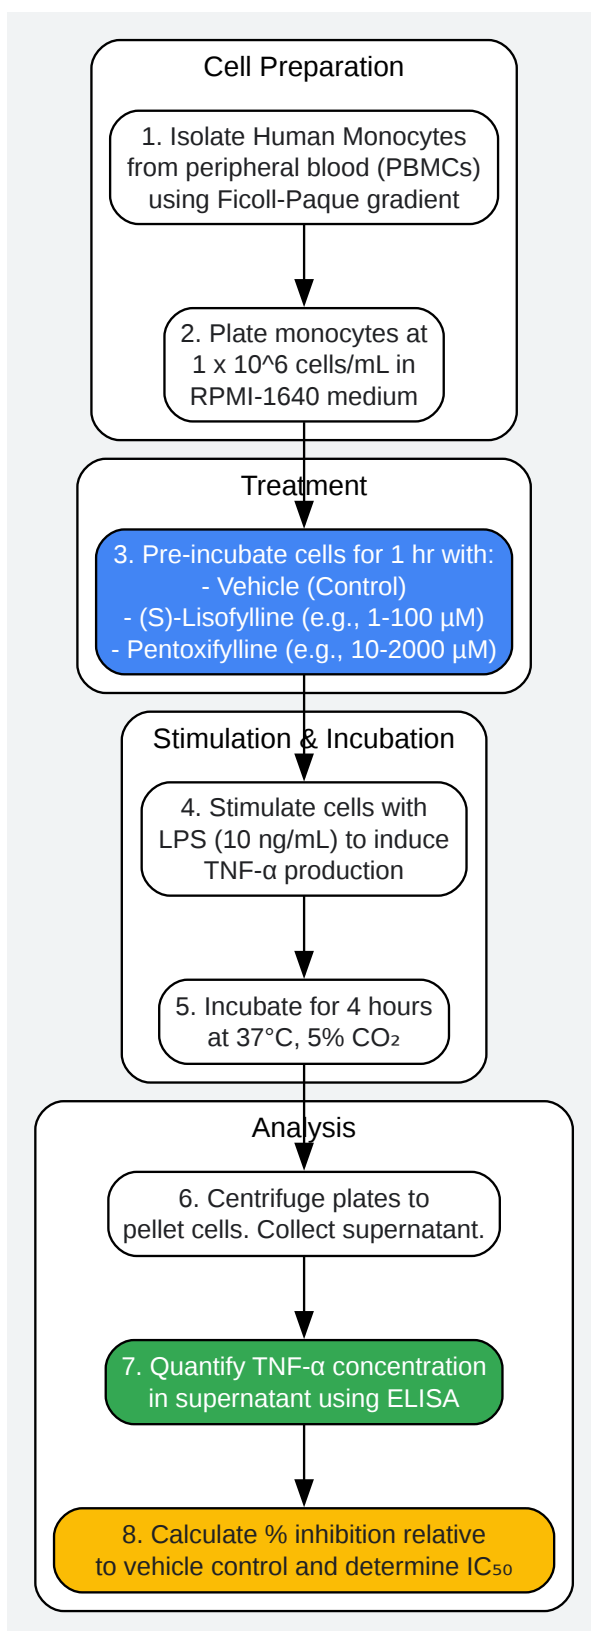 Cell Preparation
1. Isolate Human Monocytes
from peripheral blood (PBMCs)
using Ficoll-Paque gradient
2. Plate monocytes at
1 x 10^6 cells/mL in
RPMI-1640 medium
Treatment
3. Pre-incubate cells for 1 hr with:
- Vehicle (Control)
- (S)-Lisofylline (e.g., 1-100 µM)
- Pentoxifylline (e.g., 10-2000 µM)
Stimulation & Incubation
4. Stimulate cells with
LPS (10 ng/mL) to induce
TNF-α production
5. Incubate for 4 hours
at 37°C, 5% CO₂
Analysis
6. Centrifuge plates to
pellet cells. Collect supernatant.
7. Quantify TNF-α concentration
in supernatant using ELISA
8. Calculate % inhibition relative
to vehicle control and determine IC₅₀